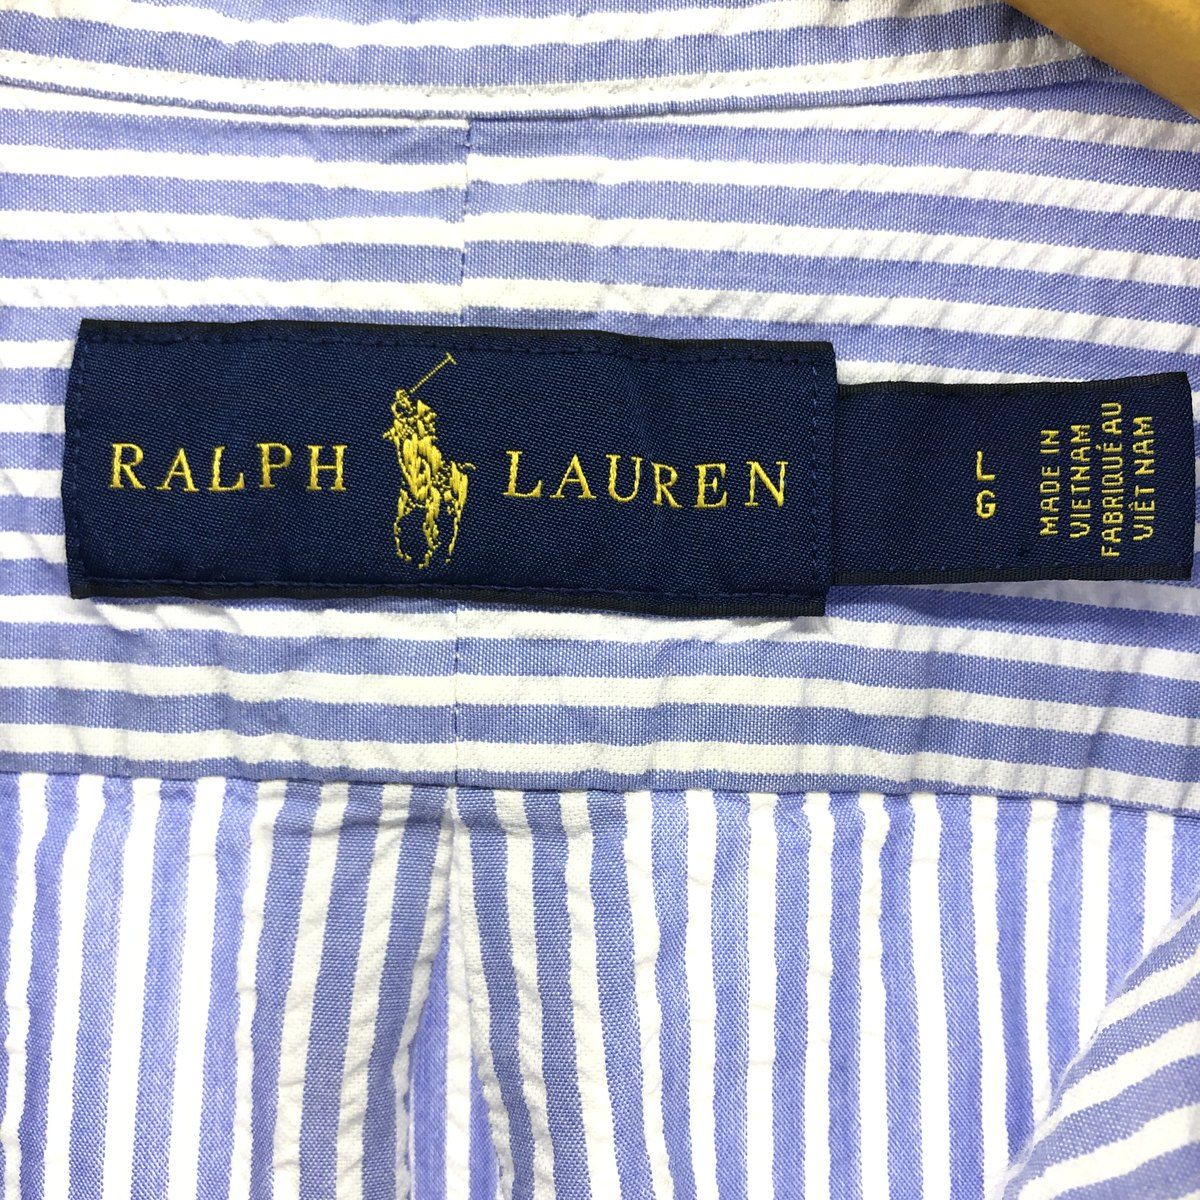 RALPH LAUREN
L
G
MADE IN
VIETNAM
FABRIQUÉ AU
VIÊT NAM